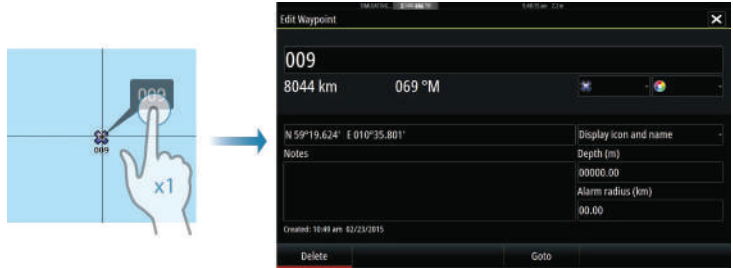 009
009
x1
Edit Waypoint
009
8044 km 069 °M
N 59°19.624' E 010°35.801' Display icon and name
Notes Depth (m)
00000.00
Alarm radius (km)
00.00
Created: 10:49 am 02/23/2015
Delete Goto